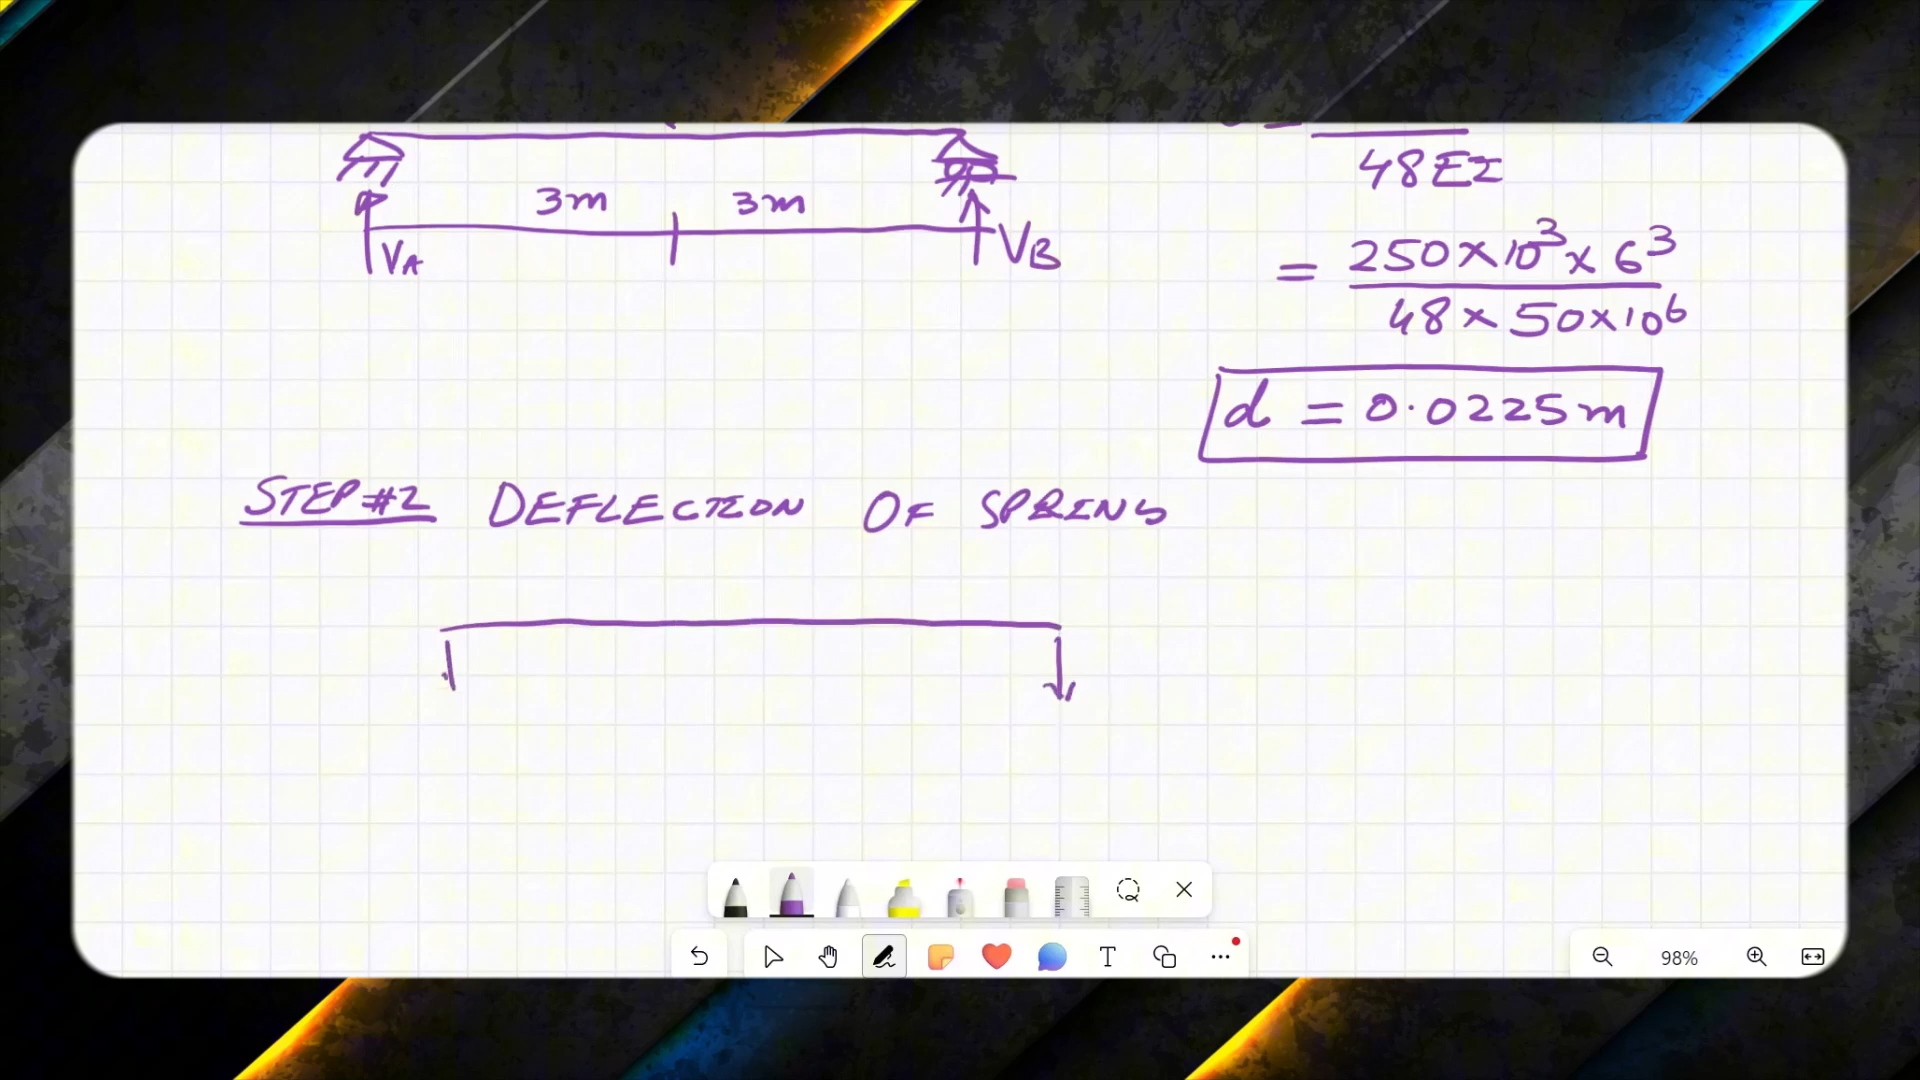 3m 3m
VA VB
48EI
= 250×10³×6³
48×50×10⁶
d = 0.0225m
STEP#2 DEFLECTION OF SPRING
98%